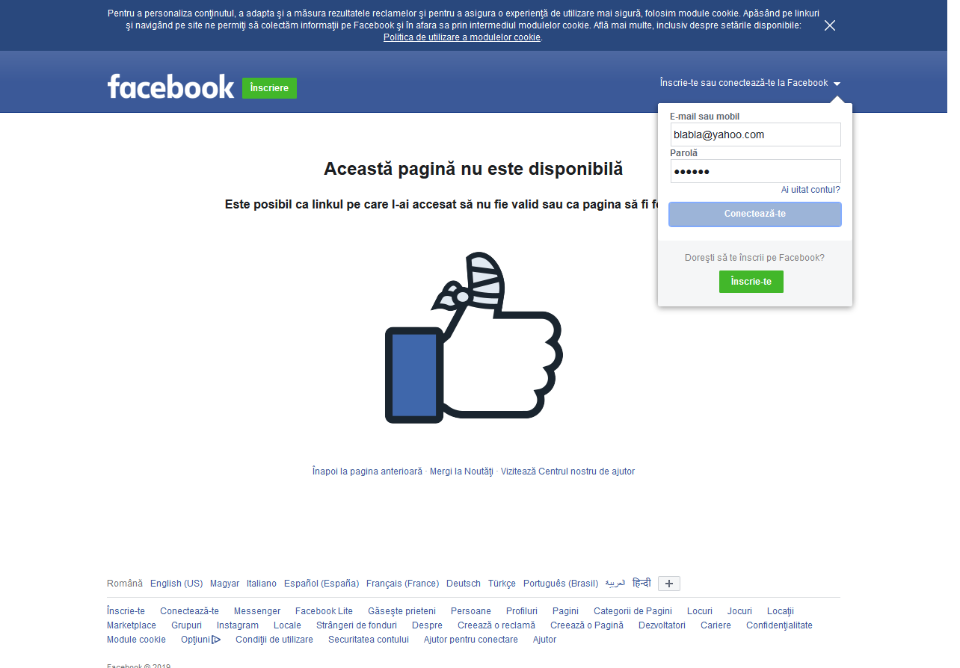 Pentru a personaliza conținutul, a adapta și a măsura rezultatele reclamelor și pentru a asigura o experiență de utilizare mai sigură, folosim module cookie. Apăsând pe linkuri
și navigând pe site ne permiți să colectăm informații pe Facebook și în afara sa prin intermediul modulelor cookie. Află mai multe, inclusiv despre setările disponibile:
Politica de utilizare a modulelor cookie.
facebook
Înscriere
Înscrie-te sau conectează-te la Facebook
E-mail sau mobil
blabla@yahoo.com
Parolă
Ai uitat contul?
Conectează-te
Dorești să te înscrii pe Facebook?
Înscrie-te
Această pagină nu este disponibilă
Este posibil ca linkul pe care l-ai accesat să nu fie valid sau ca pagina să fi
Înapoi la pagina anterioară · Mergi la Noutăți · Vizitează Centrul nostru de ajutor
Română English (US) Magyar Italiano Español (España) Français (France) Deutsch Türkçe Português (Brasil) العربية हिन्दी
Înscrie-te Conectează-te Messenger Facebook Lite Găsește prieteni Persoane Profiluri Pagini Categorii de Pagini Locuri Jocuri Locații
Marketplace Grupuri Instagram Locale Strângeri de fonduri Despre Creează o reclamă Creează o Pagină Dezvoltatori Cariere Confidențialitate
Module cookie Opțiuni Condiții de utilizare Securitatea contului Ajutor pentru conectare Ajutor
Facebook © 2019